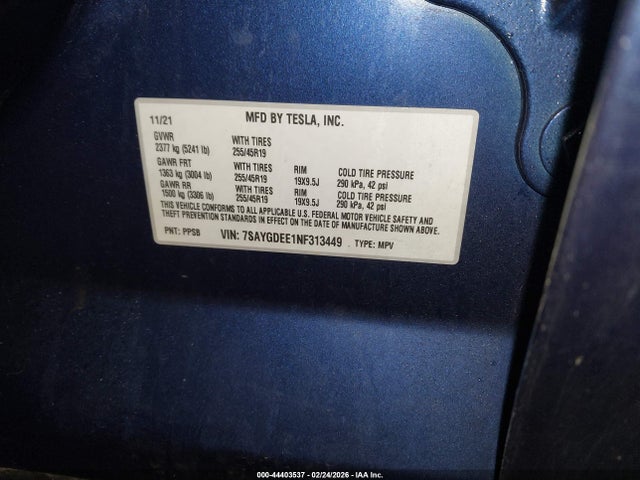 11/21 MFD BY TESLA, INC.
GVWR WITH TIRES
2377 kg (5241 lb) 255/45R19
GAWR FRT WITH TIRES RIM COLD TIRE PRESSURE
1363 kg (3004 lb) 255/45R19 19X9.5J 290 kPa, 42 psi
GAWR RR WITH TIRES RIM COLD TIRE PRESSURE
1500 kg (3306 lb) 255/45R19 19X9.5J 290 kPa, 42 psi
THIS VEHICLE CONFORMS TO ALL APPLICABLE U.S. FEDERAL MOTOR VEHICLE SAFETY AND
THEFT PREVENTION STANDARDS IN EFFECT ON THE DATE OF MANUFACTURE SHOWN ABOVE.
PNT: PPSB VIN: 7SAYGDEE1NF313449 TYPE: MPV
000-44403537 - 02/24/2026 - IAA Inc.